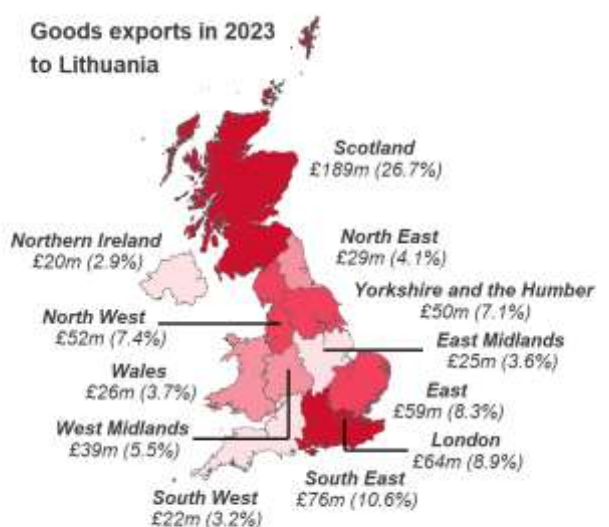 Goods exports in 2023
to Lithuania
Scotland
£189m (26.7%)
Northern Ireland
£20m (2.9%)
North East
£29m (4.1%)
Yorkshire and the Humber
£50m (7.1%)
North West
£52m (7.4%)
East Midlands
£25m (3.6%)
Wales
£26m (3.7%)
East
£59m (8.3%)
West Midlands
£39m (5.5%)
London
£64m (8.9%)
South East
£76m (10.6%)
South West
£22m (3.2%)